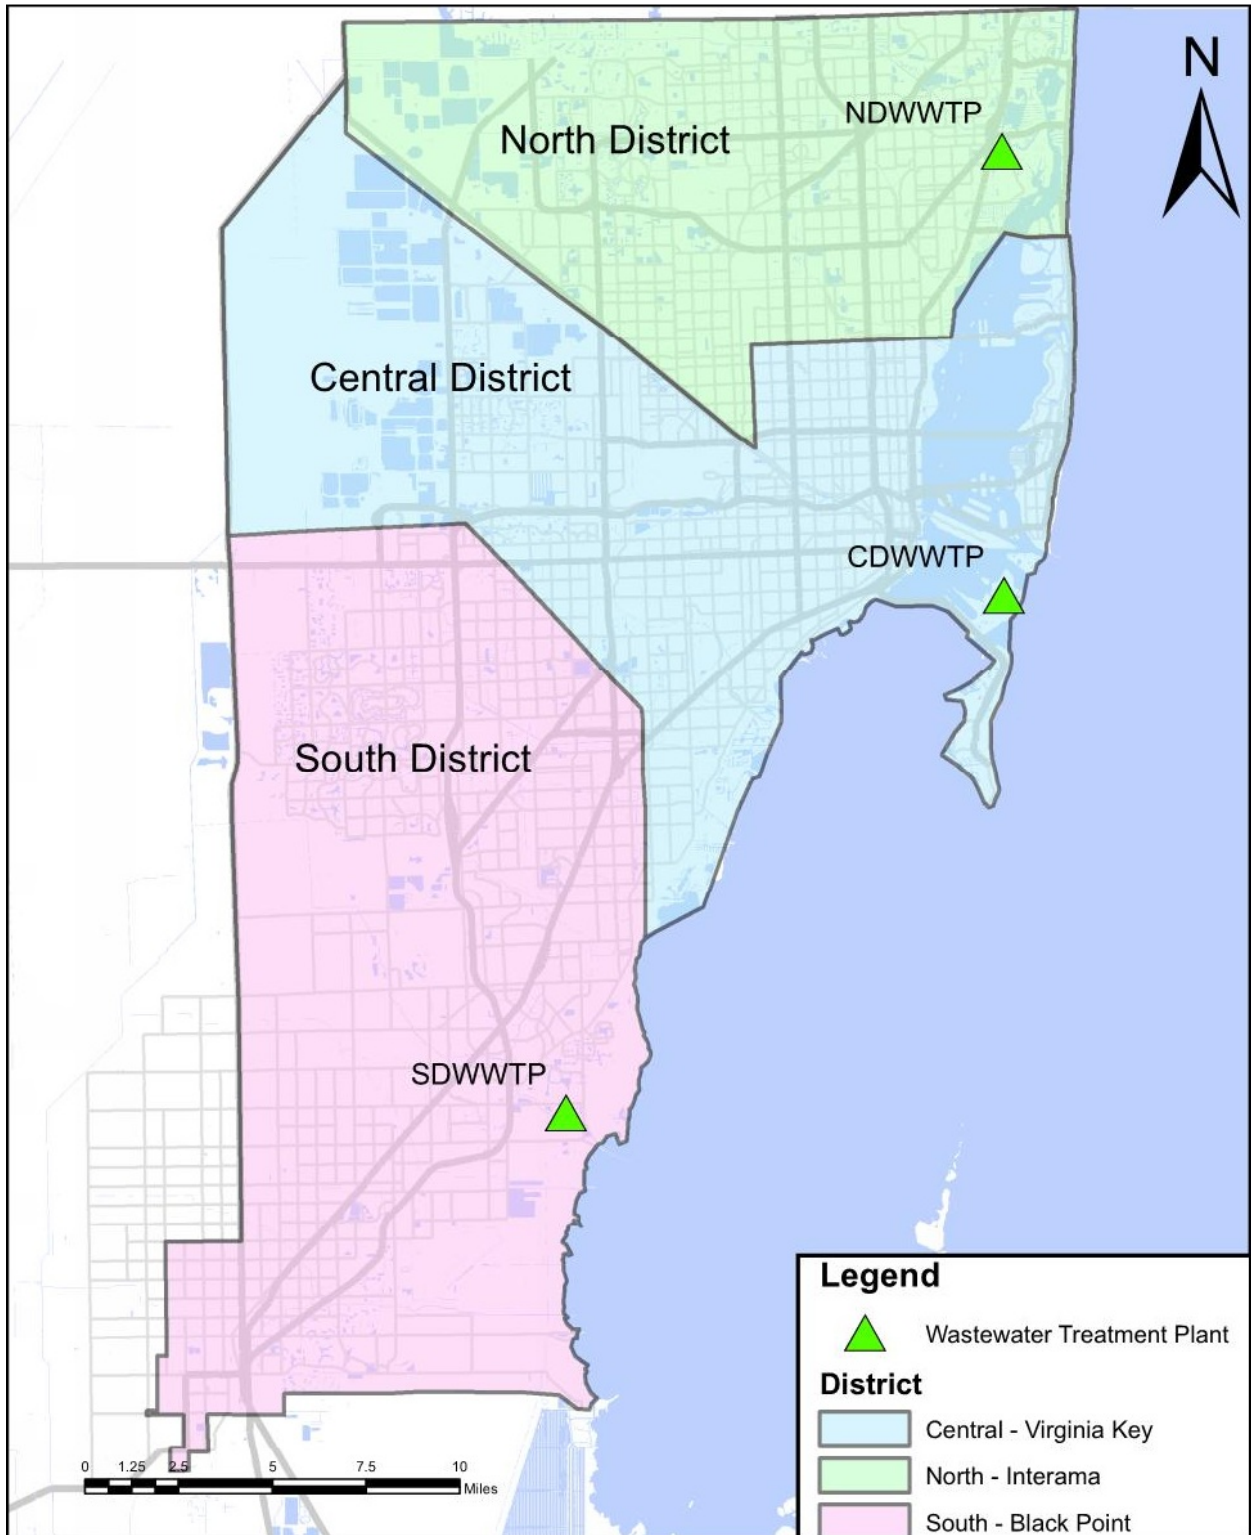 N
NDWWTP
North District
Central District
CDWWTP
South District
SDWWTP
Legend
Wastewater Treatment Plant
District
Central - Virginia Key
North - Interama
South - Black Point
0 1.25 2.5 5 7.5 10
Miles